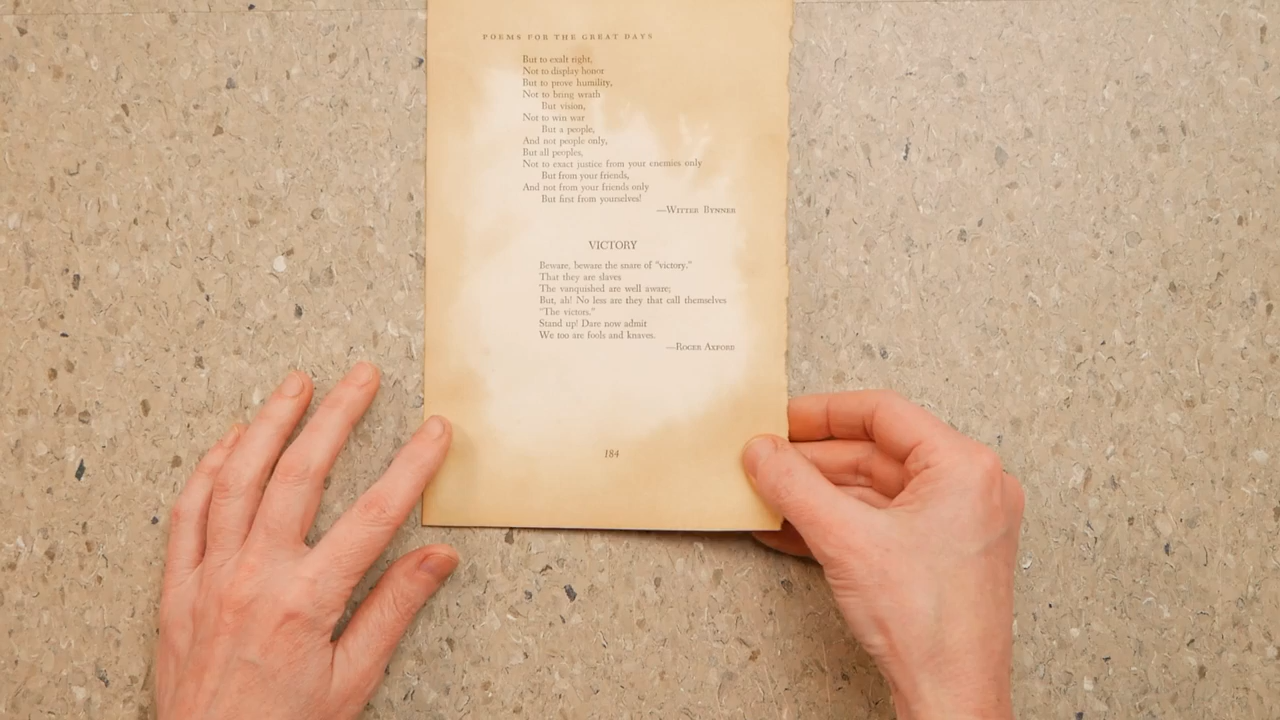 POEMS FOR THE GREAT DAYS
But to exalt right,
Not to display honor
But to prove humility,
Not to bring wrath
But vision,
Not to win war
But a people,
And not people only,
But all peoples,
Not to exact justice from your enemies only
But from your friends,
And not from your friends only
But first from yourselves!
—WITTER BYNNER
VICTORY
Beware, beware the snare of "victory."
That they are slaves
The vanquished are well aware;
But, ah! No less are they that call themselves
"The victors."
Stand up! Dare now admit
We too are fools and knaves.
—ROGER AXFORD
184